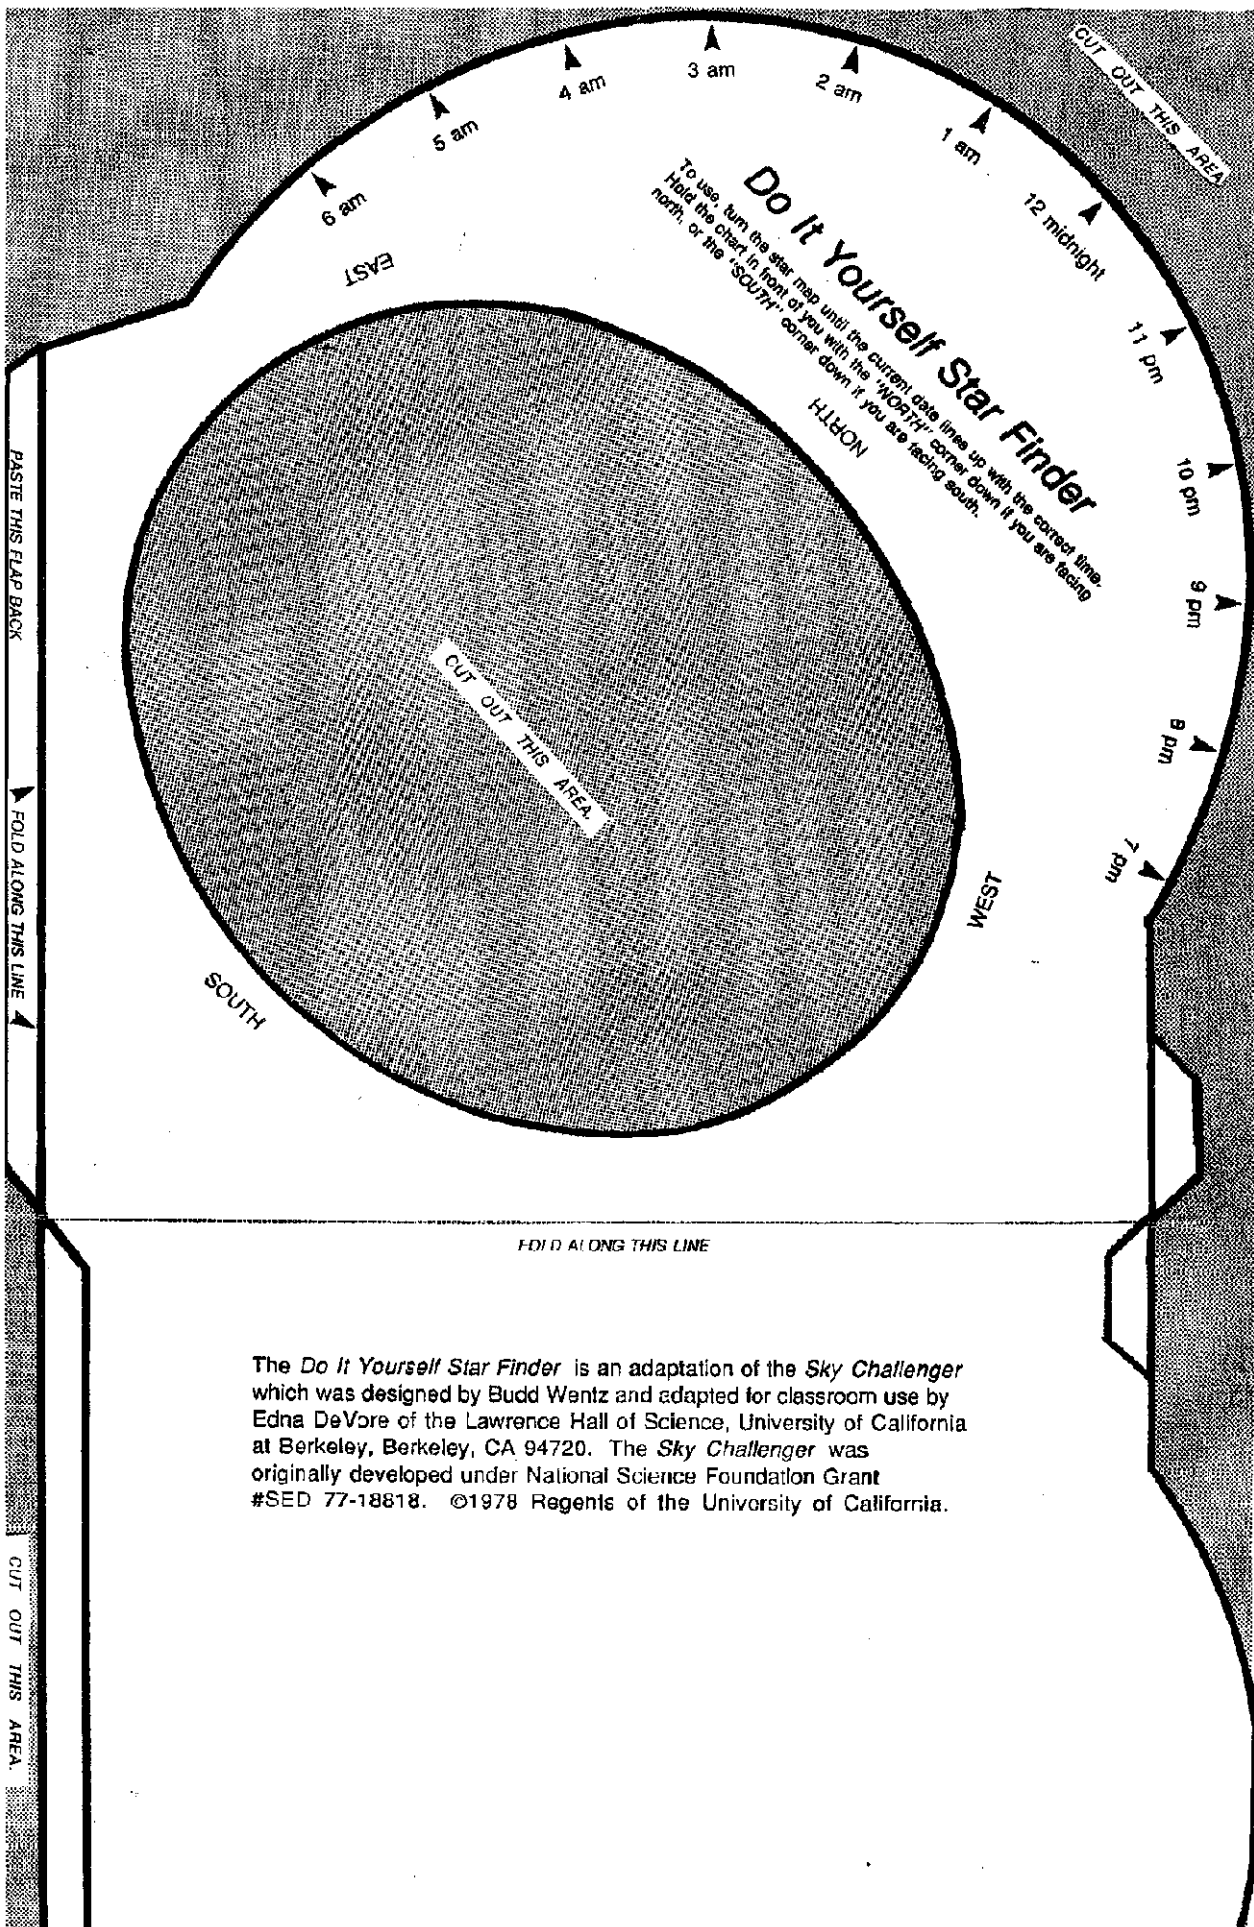 CUT OUT THIS AREA
6 am
5 am
4 am
3 am
2 am
1 am
12 midnight
11 pm
10 pm
9 pm
8 pm
7 pm
Do It Yourself Star Finder
To use, turn the star map until the current date lines up with the correct time.
Hold the chart in front of you with the "NORTH" corner down if you are facing
north, or the "SOUTH" corner down if you are facing south.
EAST
NORTH
WEST
SOUTH
CUT OUT THIS AREA.
PASTE THIS FLAP BACK
FOLD ALONG THIS LINE
FOLD ALONG THIS LINE
The Do It Yourself Star Finder is an adaptation of the Sky Challenger
which was designed by Budd Wentz and adapted for classroom use by
Edna DeVore of the Lawrence Hall of Science, University of California
at Berkeley, Berkeley, CA 94720. The Sky Challenger was
originally developed under National Science Foundation Grant
#SED 77-18818. ©1978 Regents of the University of California.
CUT OUT THIS AREA.